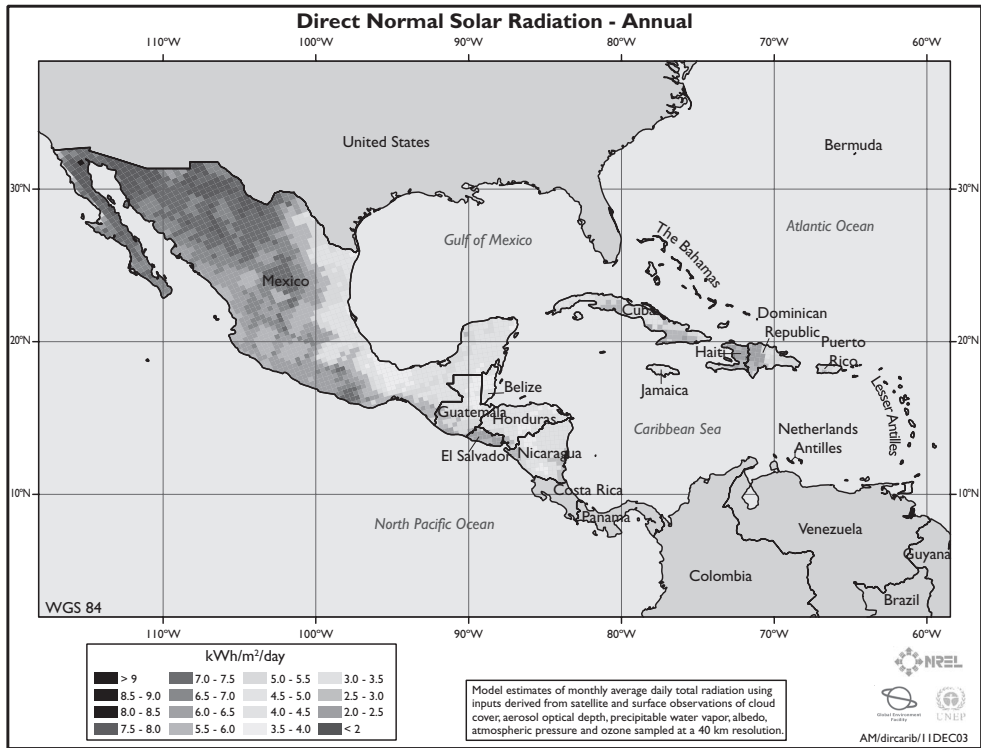 Direct Normal Solar Radiation - Annual
110°W 100°W 90°W 80°W 70°W 60°W
United States
Bermuda
30°N 30°N
Atlantic Ocean
Gulf of Mexico
The Bahamas
Mexico
Cuba
Dominican
Republic
20°N 20°N
Haiti
Puerto
Rico
Jamaica
Belize
Lesser Antilles
Guatemala
Honduras
Caribbean Sea
Netherlands
Antilles
El Salvador
Nicaragua
10°N 10°N
Costa Rica
Panama
North Pacific Ocean
Venezuela
Guyana
Colombia
Brazil
WGS 84
110°W 100°W 90°W 80°W 70°W 60°W
kWh/m²/day
> 9 7.0 - 7.5 5.0 - 5.5 3.0 - 3.5
8.5 - 9.0 6.5 - 7.0 4.5 - 5.0 2.5 - 3.0
8.0 - 8.5 6.0 - 6.5 4.0 - 4.5 2.0 - 2.5
7.5 - 8.0 5.5 - 6.0 3.5 - 4.0 < 2
Model estimates of monthly average daily total radiation using
inputs derived from satellite and surface observations of cloud
cover, aerosol optical depth, precipitable water vapor, albedo,
atmospheric pressure and ozone sampled at a 40 km resolution.
NREL
Global Environment
Facility
UNEP
AM/dircarib/11DEC03